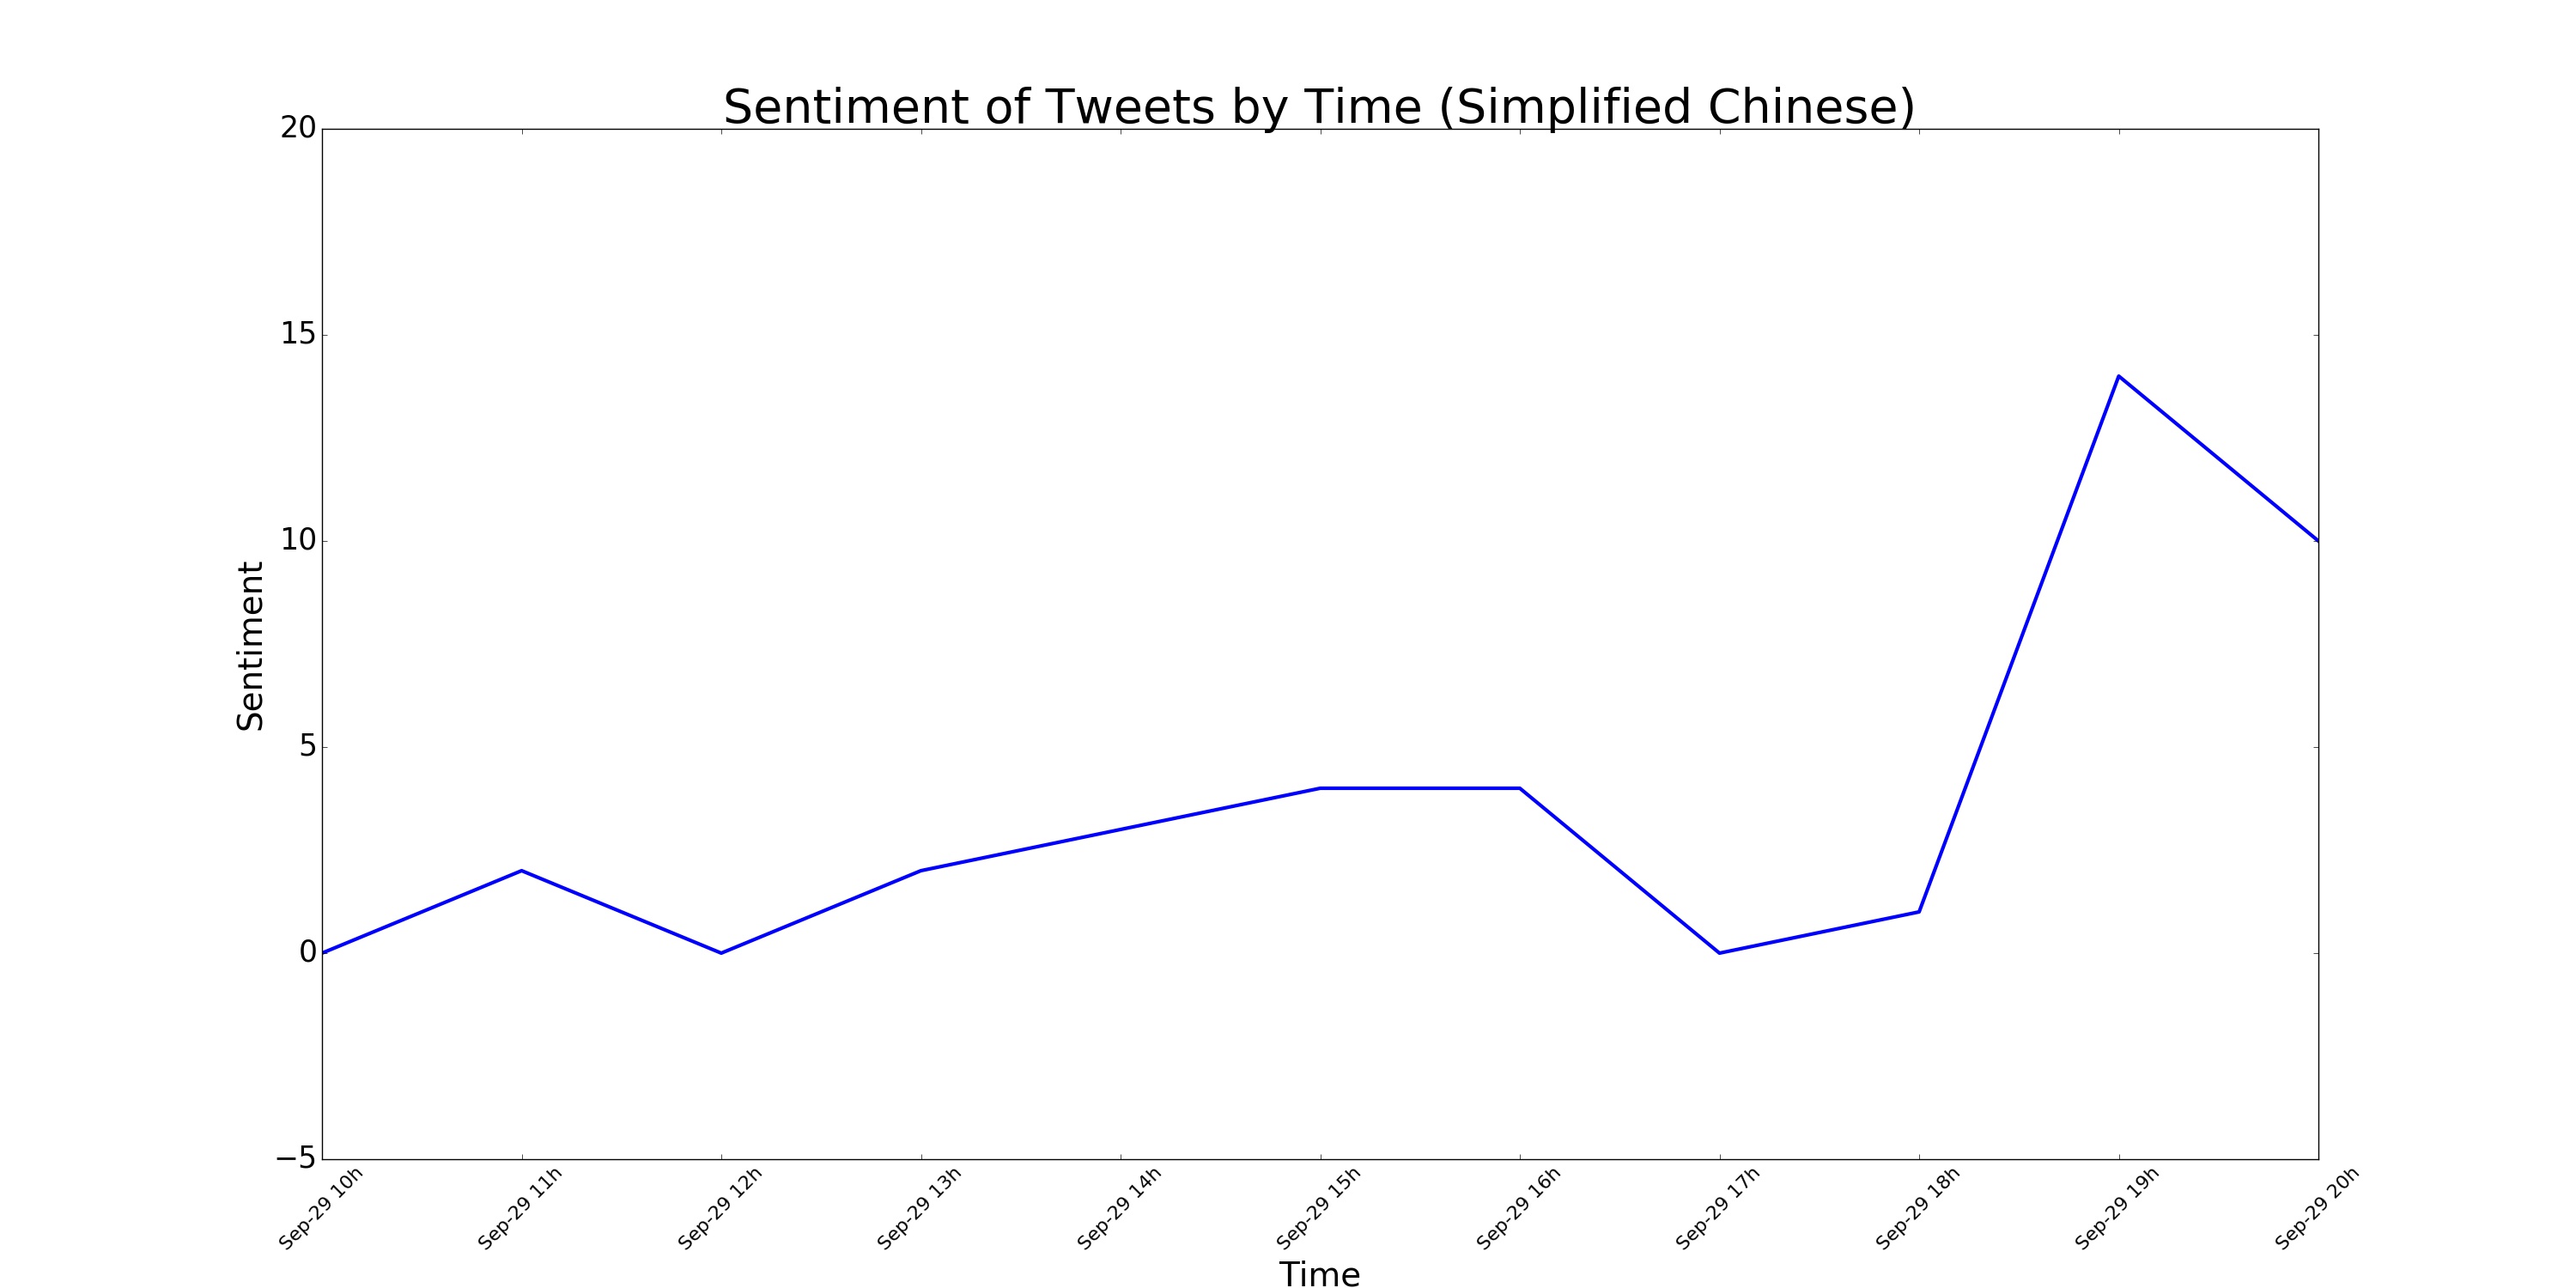 Sentiment of Tweets by Time (Simplified Chinese)
20
15
10
5
0
−5
Sentiment
Sep-29 10h
Sep-29 11h
Sep-29 12h
Sep-29 13h
Sep-29 14h
Sep-29 15h
Sep-29 16h
Sep-29 17h
Sep-29 18h
Sep-29 19h
Sep-29 20h
Time